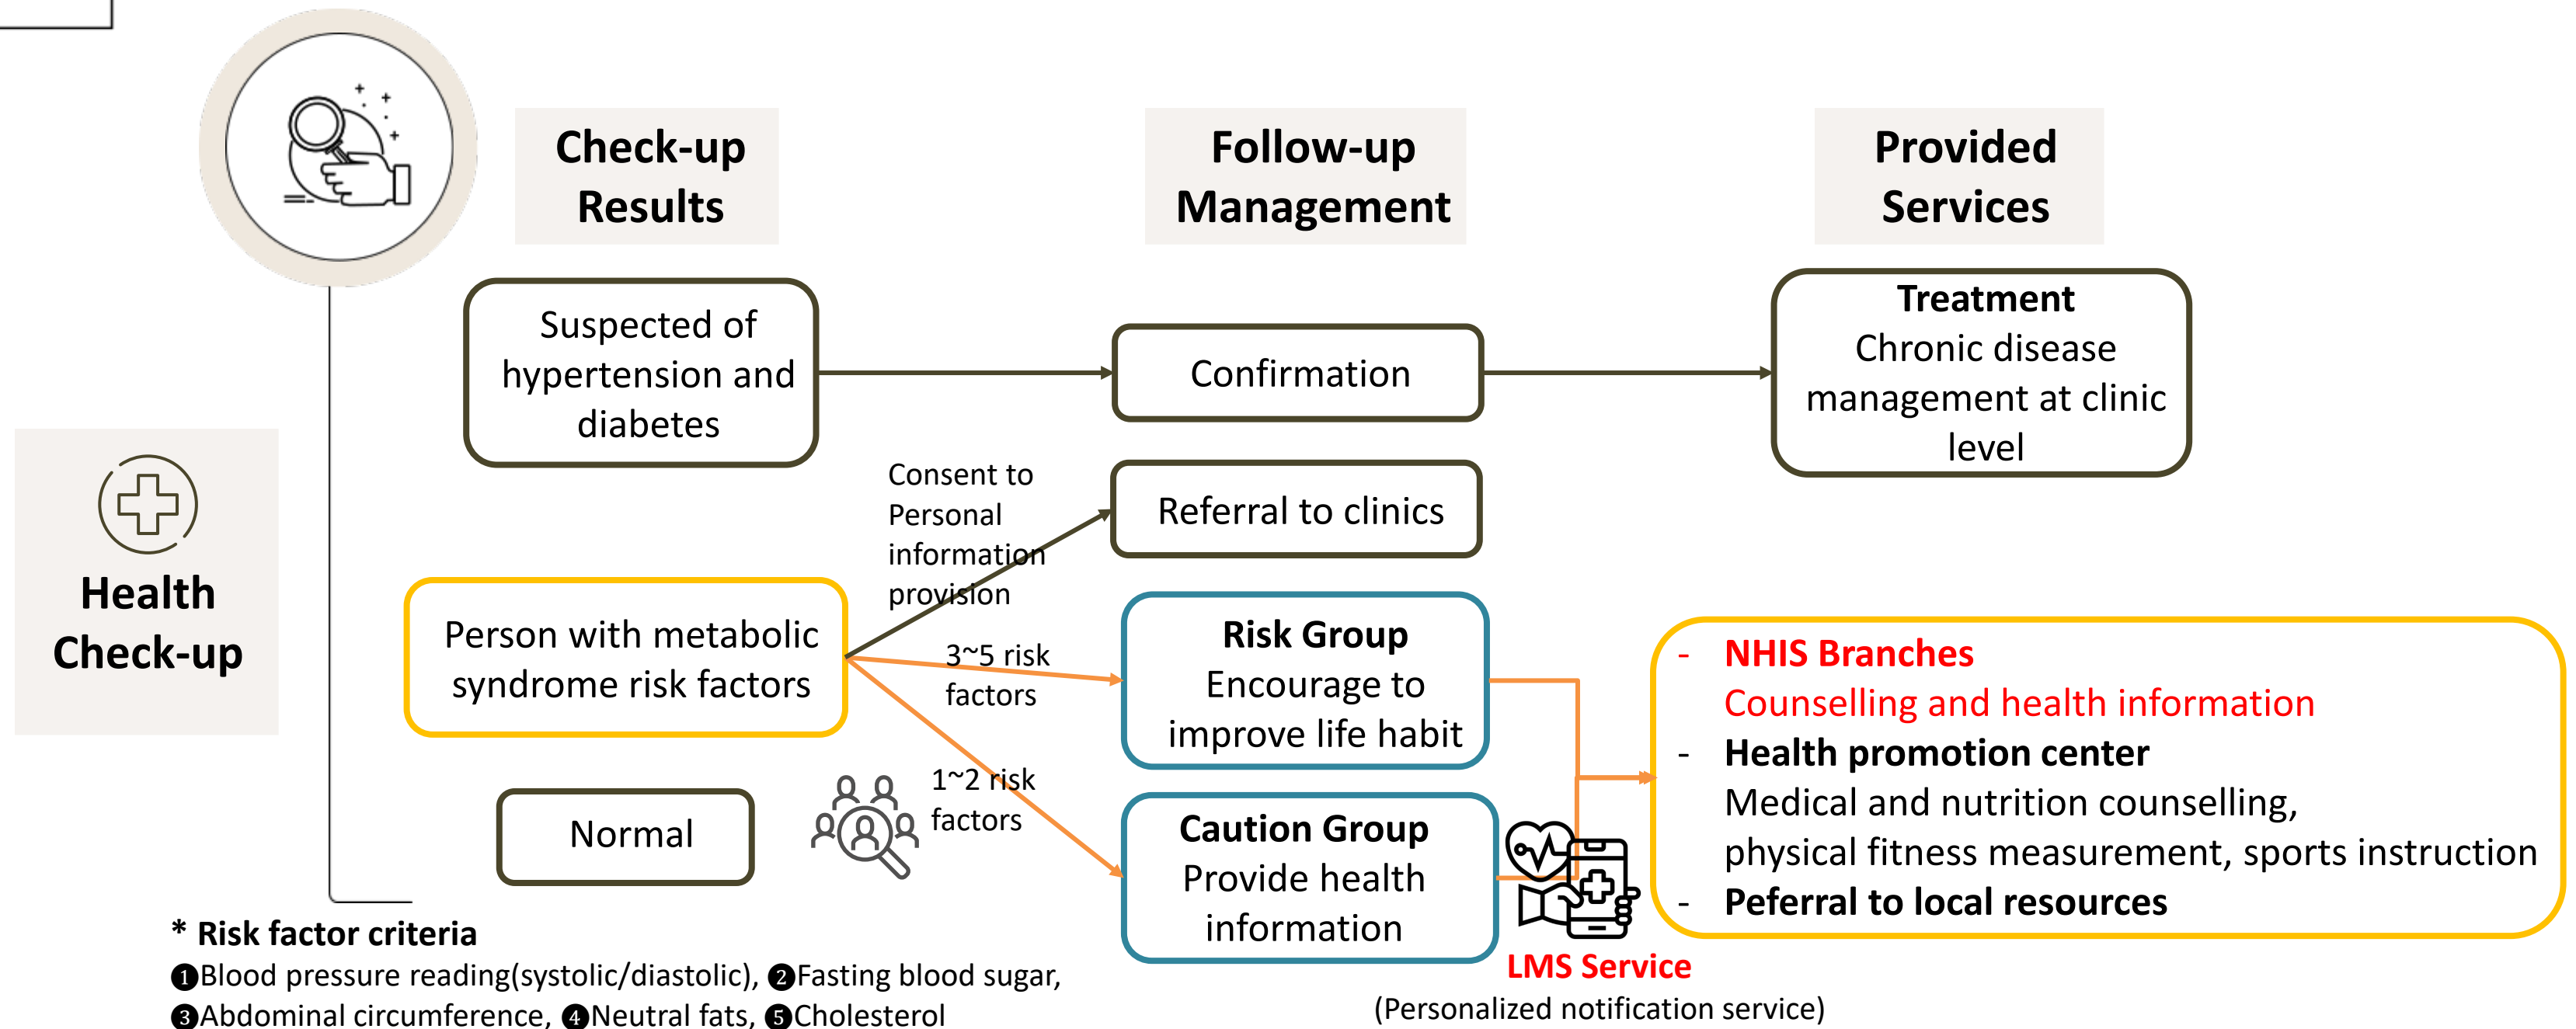 Check-up
Results
Follow-up
Management
Provided
Services
Health
Check-up
Suspected of
hypertension and
diabetes
Confirmation
Treatment
Chronic disease
management at clinic
level
Consent to
Personal
information
provision
Referral to clinics
Person with metabolic
syndrome risk factors
3~5 risk
factors
Risk Group
Encourage to
improve life habit
1~2 risk
factors
Normal
Caution Group
Provide health
information
- NHIS Branches
Counselling and health information
- Health promotion center
Medical and nutrition counselling,
physical fitness measurement, sports instruction
- Peferral to local resources
LMS Service
(Personalized notification service)
* Risk factor criteria
❶Blood pressure reading(systolic/diastolic), ❷Fasting blood sugar,
❸Abdominal circumference, ❹Neutral fats, ❺Cholesterol